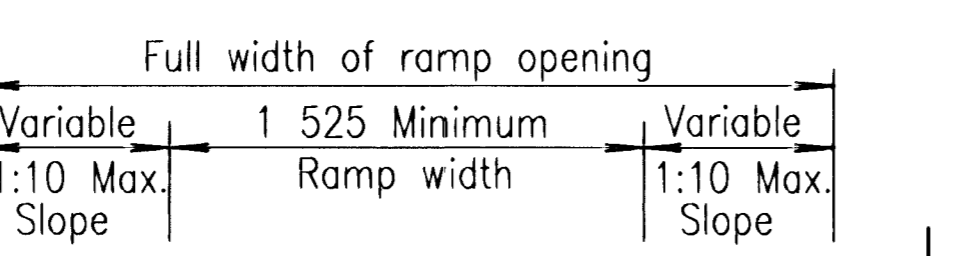 Full width of ramp opening
Variable 1 525 Minimum Variable
1:10 Max. Ramp width 1:10 Max.
Slope Slope